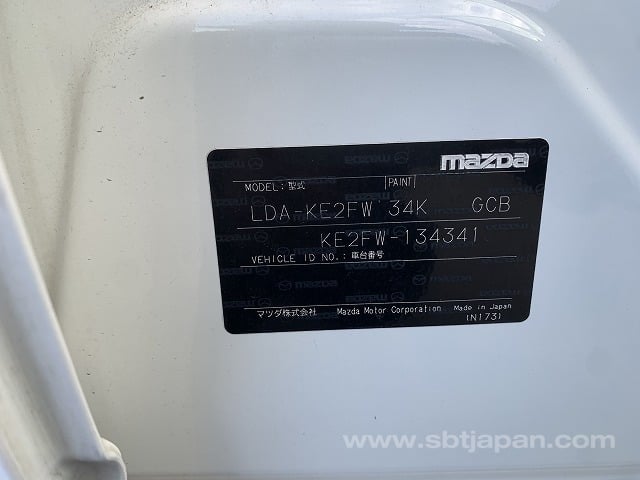 mazda
MODEL: 型式 PAINT
LDA-KE2FW 34K GCB
KE2FW-134341
VEHICLE ID NO.: 車台番号
マツダ株式会社 Mazda Motor Corporation Made in Japan
(N173)
www.sbtjapan.com